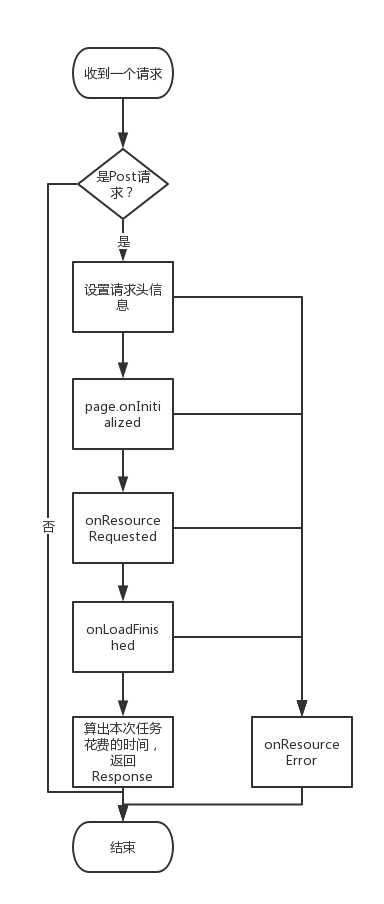 收到一个请求
是Post请
求？
是
设置请求头信
息
page.onIniti
alized
onResource
Requested
否
onLoadFinis
hed
算出本次任务
花费的时间，
返回
Response
onResource
Error
结束